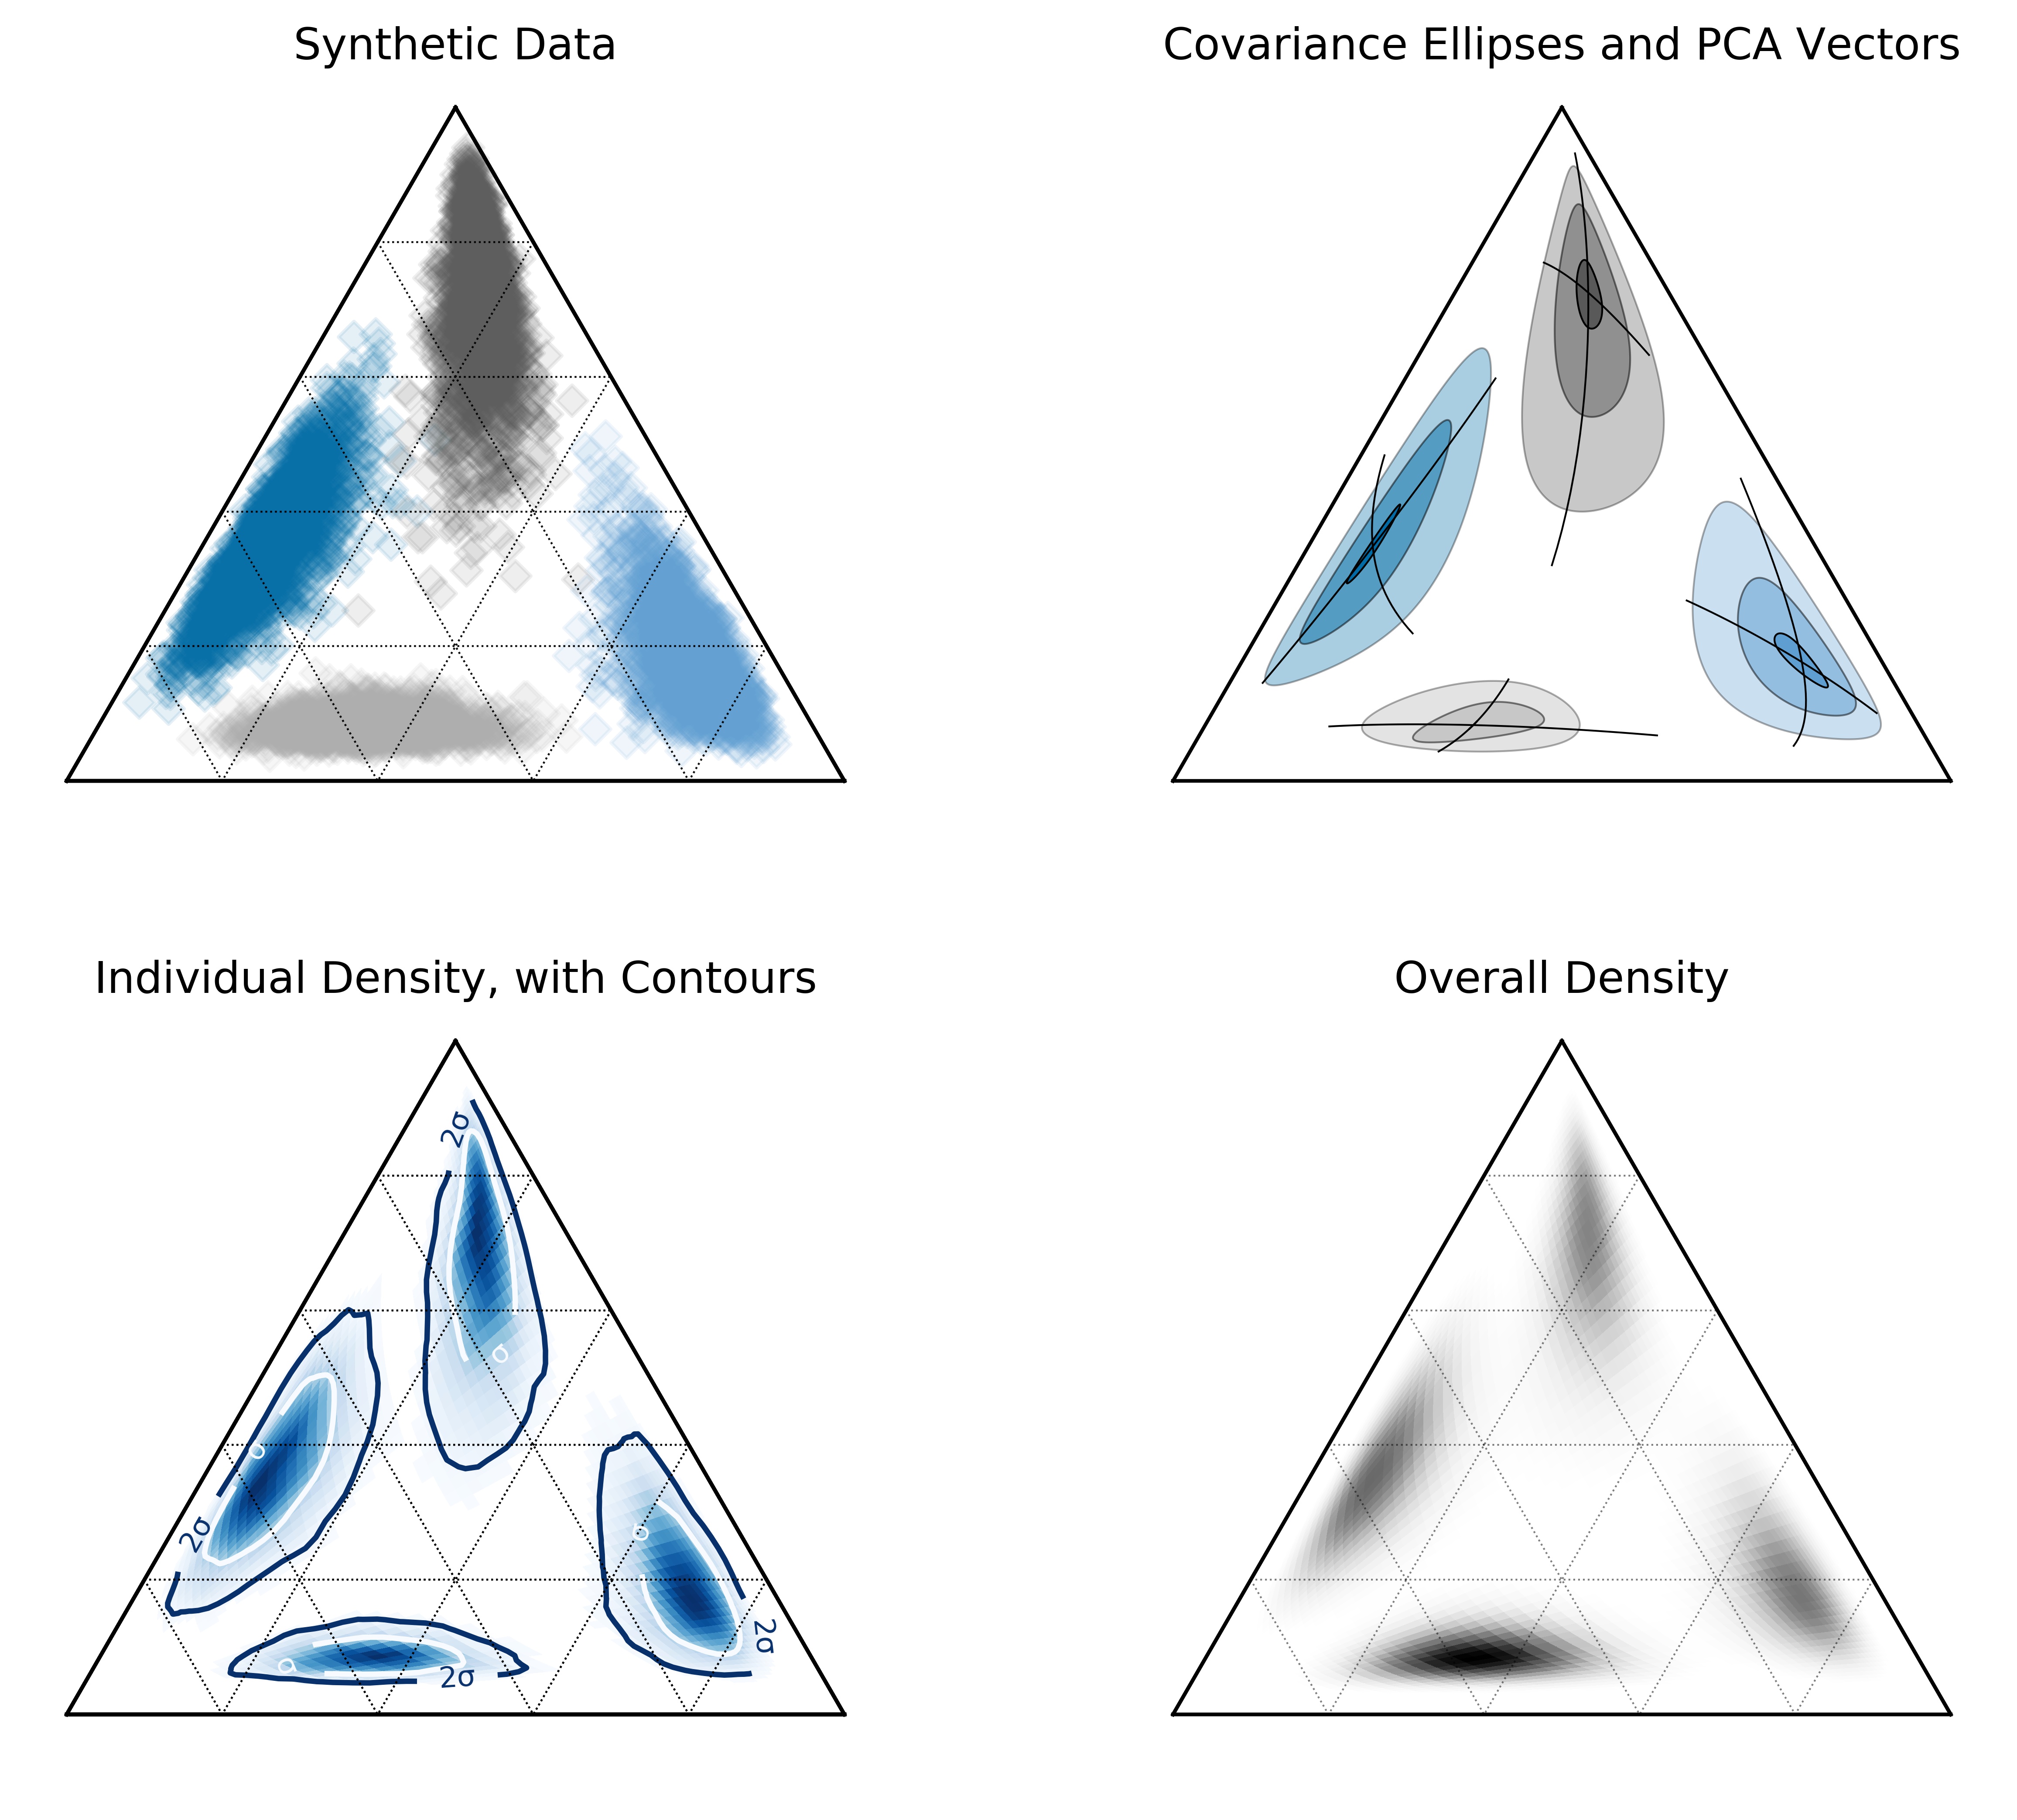 Synthetic Data
Covariance Ellipses and PCA Vectors
Individual Density, with Contours
Overall Density
2σ
σ
σ
2σ
σ
2σ
σ
2σ